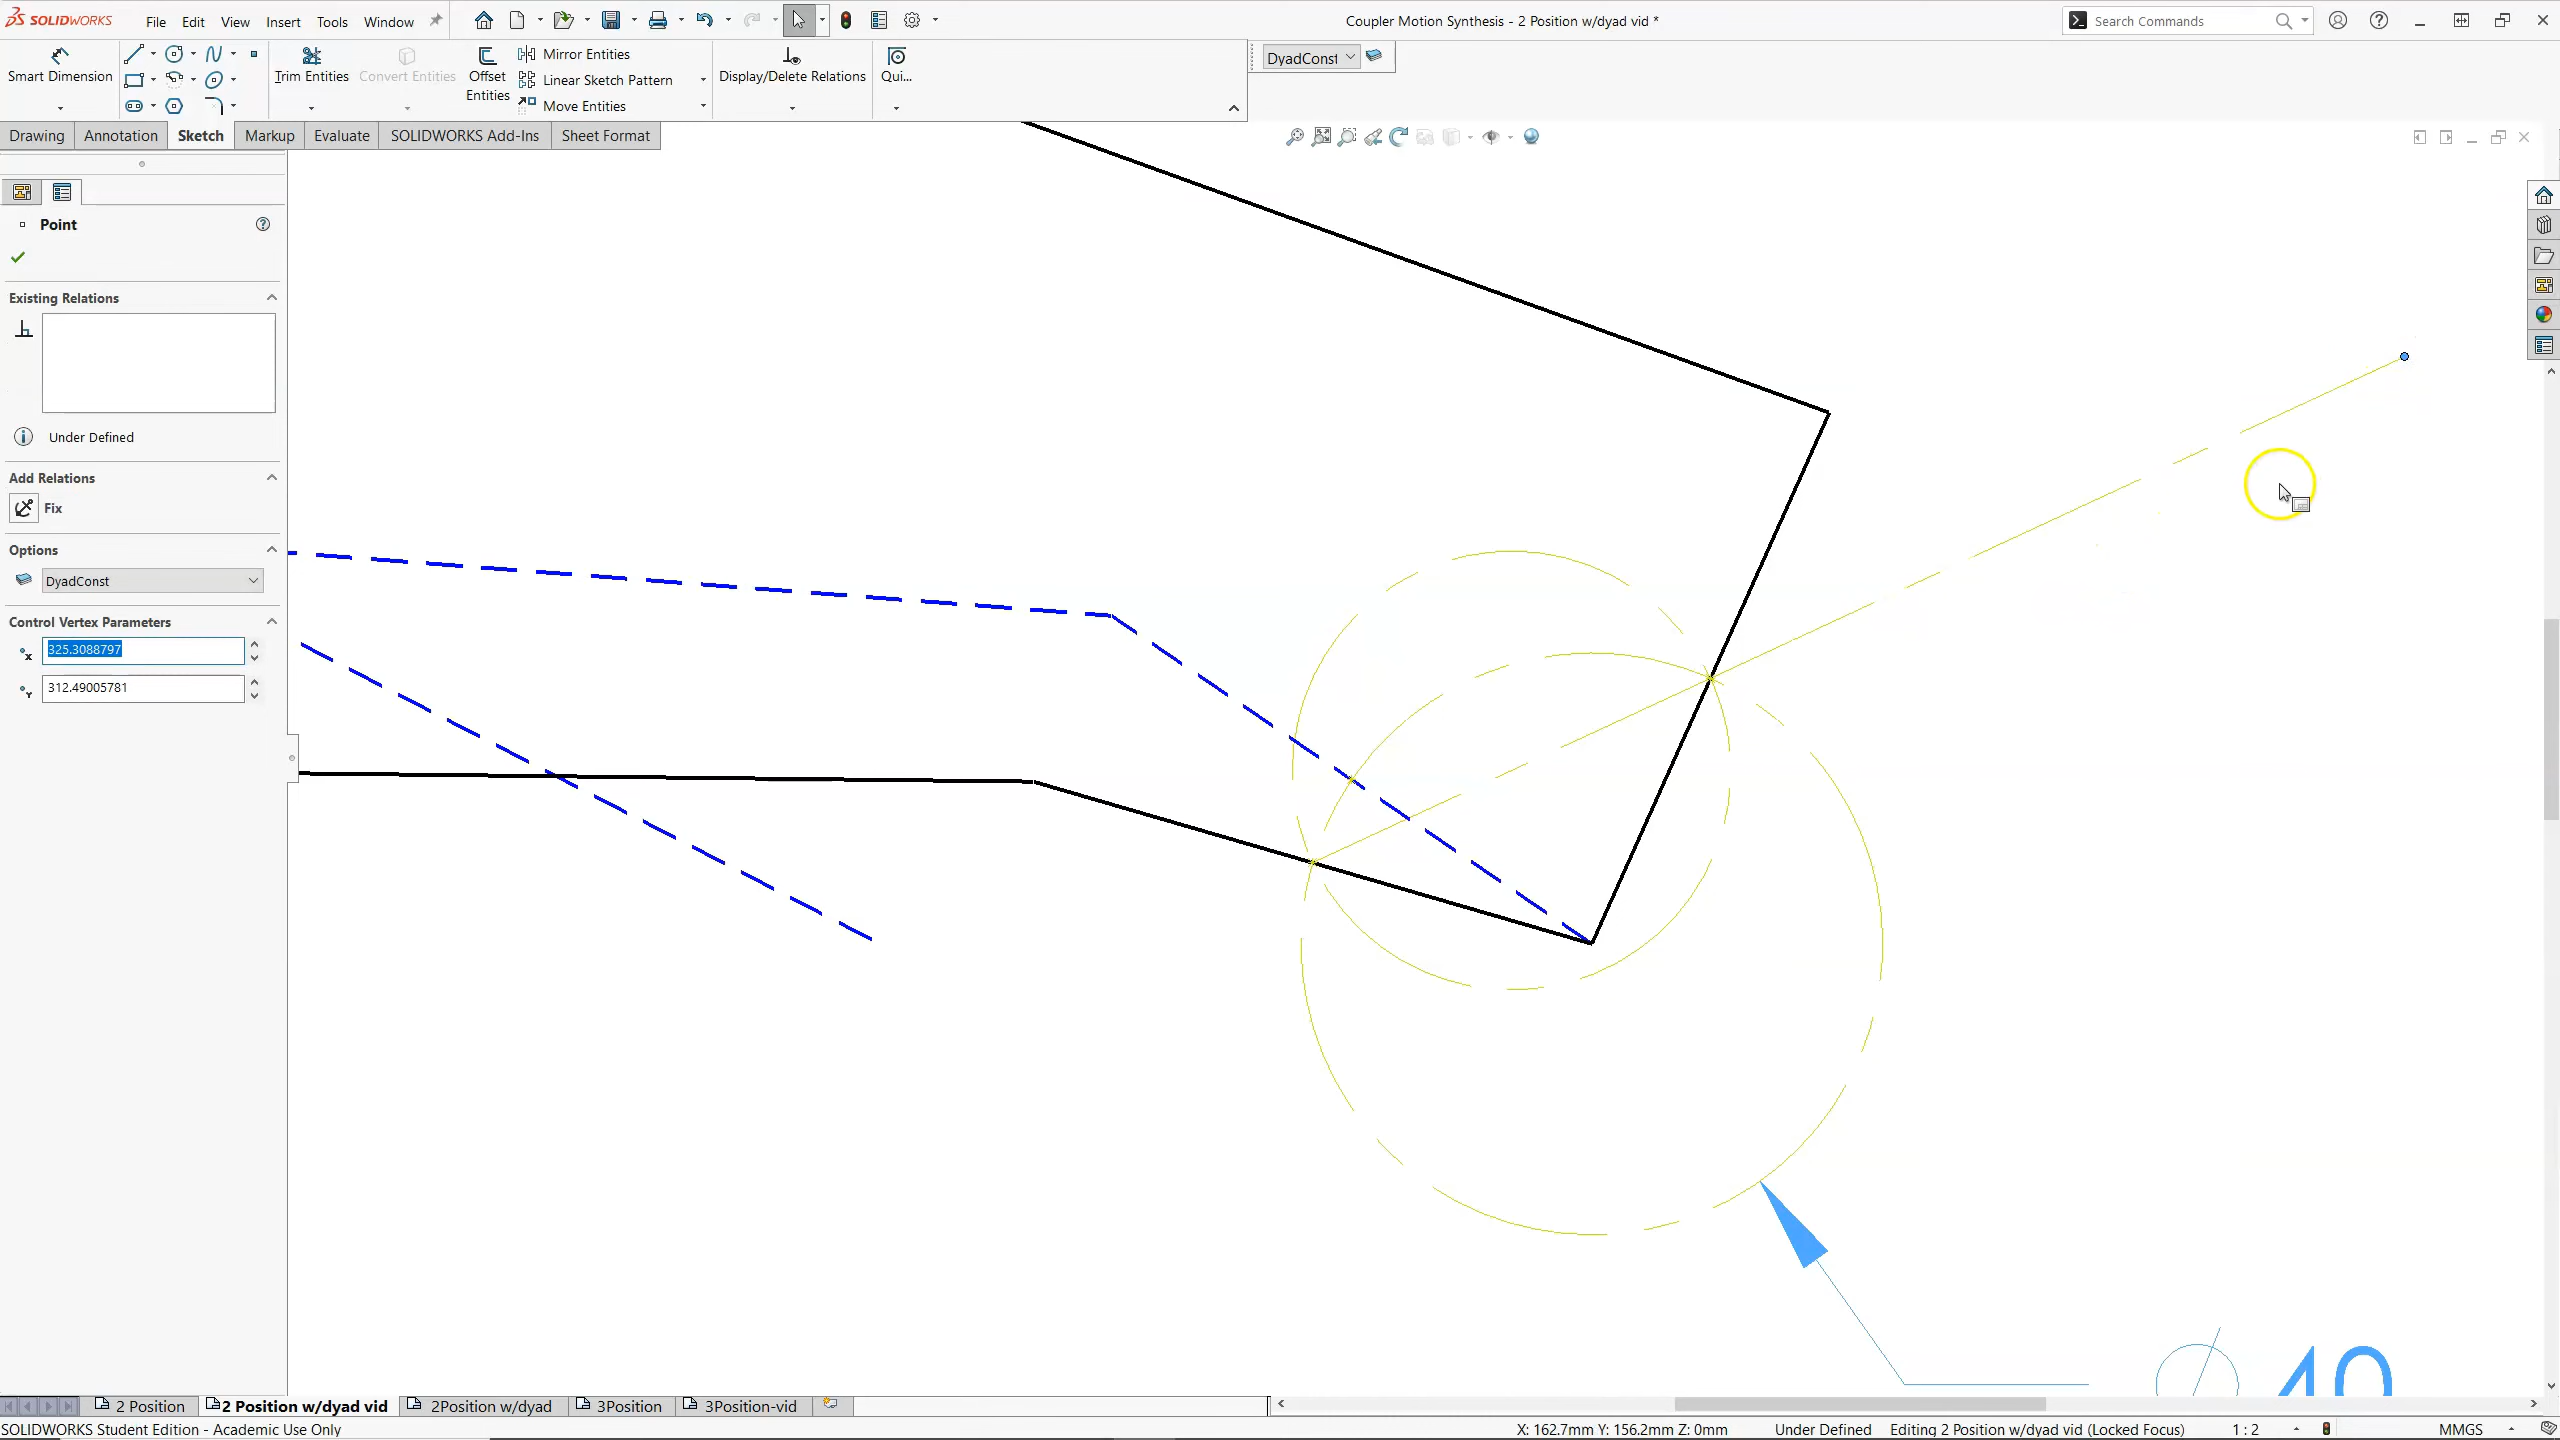 SOLIDWORKS File Edit View Insert Tools Window
Coupler Motion Synthesis - 2 Position w/dyad vid *
Search Commands
Smart Dimension
Trim Entities
Convert Entities
Offset Entities
Mirror Entities
Linear Sketch Pattern
Move Entities
Display/Delete Relations
Qui...
DyadConst
Drawing Annotation Sketch Markup Evaluate SOLIDWORKS Add-Ins Sheet Format
Point
Existing Relations
Under Defined
Add Relations
Fix
Options
DyadConst
Control Vertex Parameters
325.3088797
312.49005781
2 Position 2 Position w/dyad vid 2Position w/dyad 3Position 3Position-vid
SOLIDWORKS Student Edition - Academic Use Only
X: 162.7mm Y: 156.2mm Z: 0mm Under Defined Editing 2 Position w/dyad vid (Locked Focus) 1 : 2 MMGS